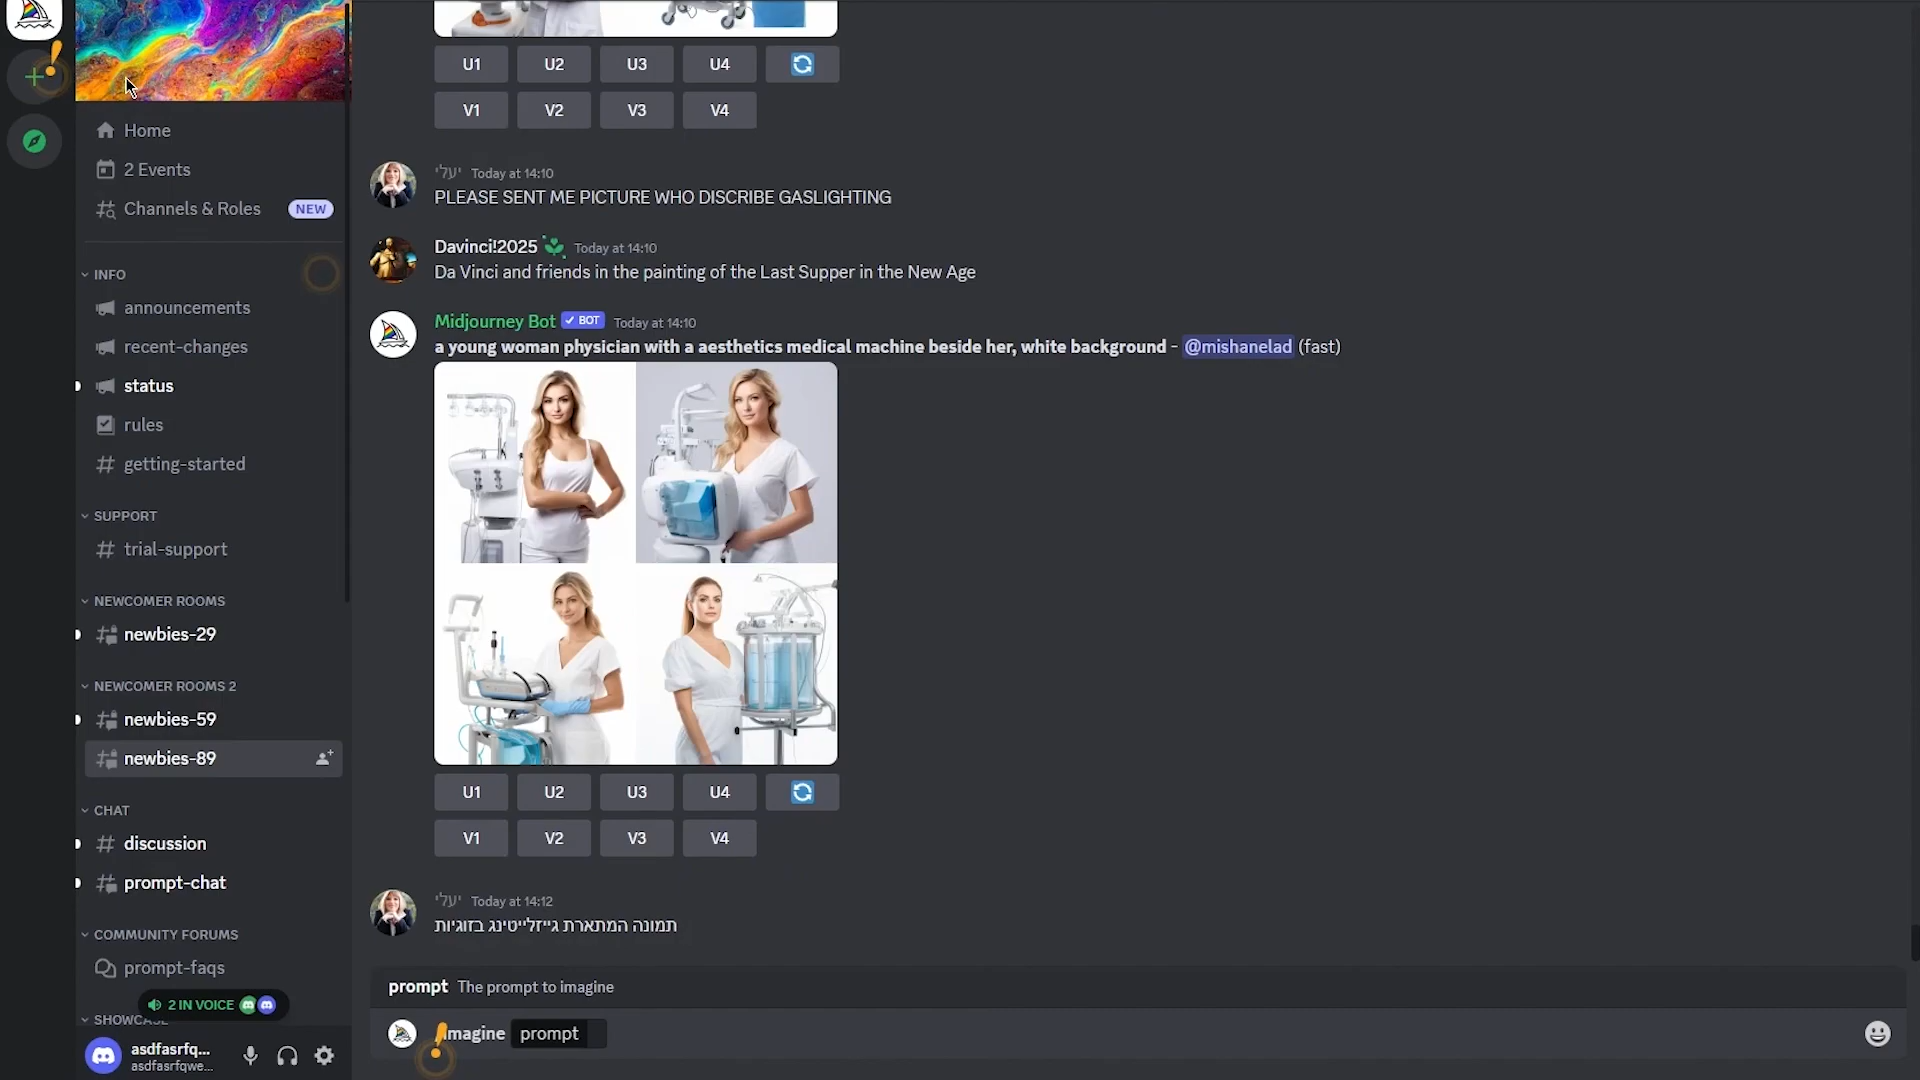 Home
2 Events
Channels & Roles NEW
INFO
announcements
recent-changes
status
rules
getting-started
SUPPORT
trial-support
NEWCOMER ROOMS
newbies-29
NEWCOMER ROOMS 2
newbies-59
newbies-89
CHAT
discussion
prompt-chat
COMMUNITY FORUMS
prompt-faqs
2 IN VOICE
SHOWCASE
asdfasrfq...
asdfasrfqwe...
U1 U2 U3 U4
V1 V2 V3 V4
יעלי Today at 14:10
PLEASE SENT ME PICTURE WHO DISCRIBE GASLIGHTING
Davinci!2025 Today at 14:10
Da Vinci and friends in the painting of the Last Supper in the New Age
Midjourney Bot BOT Today at 14:10
a young woman physician with a aesthetics medical machine beside her, white background - @mishanelad (fast)
U1 U2 U3 U4
V1 V2 V3 V4
יעלי Today at 14:12
תמונה המתארת גייזלייטינג בזוגיות
prompt The prompt to imagine
imagine prompt